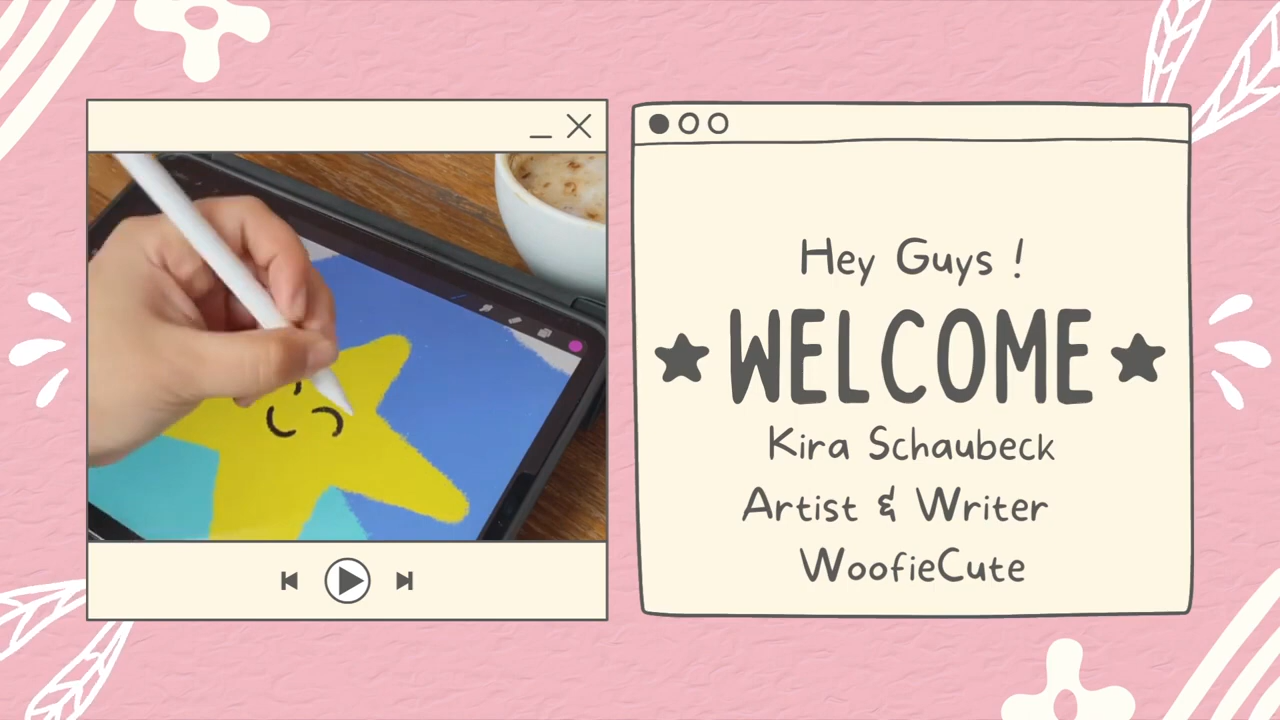 Hey Guys !
WELCOME
Kira Schaubeck
Artist & Writer
WoofieCute